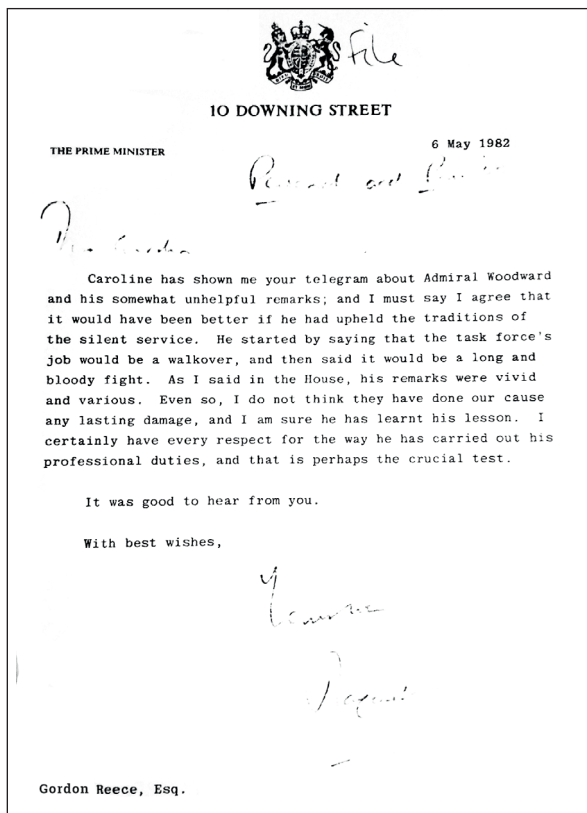 File
10 DOWNING STREET
THE PRIME MINISTER
6 May 1982
Personal and Private
Dear Gordon
Caroline has shown me your telegram about Admiral Woodward
and his somewhat unhelpful remarks; and I must say I agree that
it would have been better if he had upheld the traditions of
the silent service. He started by saying that the task force's
job would be a walkover, and then said it would be a long and
bloody fight. As I said in the House, his remarks were vivid
and various. Even so, I do not think they have done our cause
any lasting damage, and I am sure he has learnt his lesson. I
certainly have every respect for the way he has carried out his
professional duties, and that is perhaps the crucial test.
It was good to hear from you.
With best wishes,
Gordon Reece, Esq.